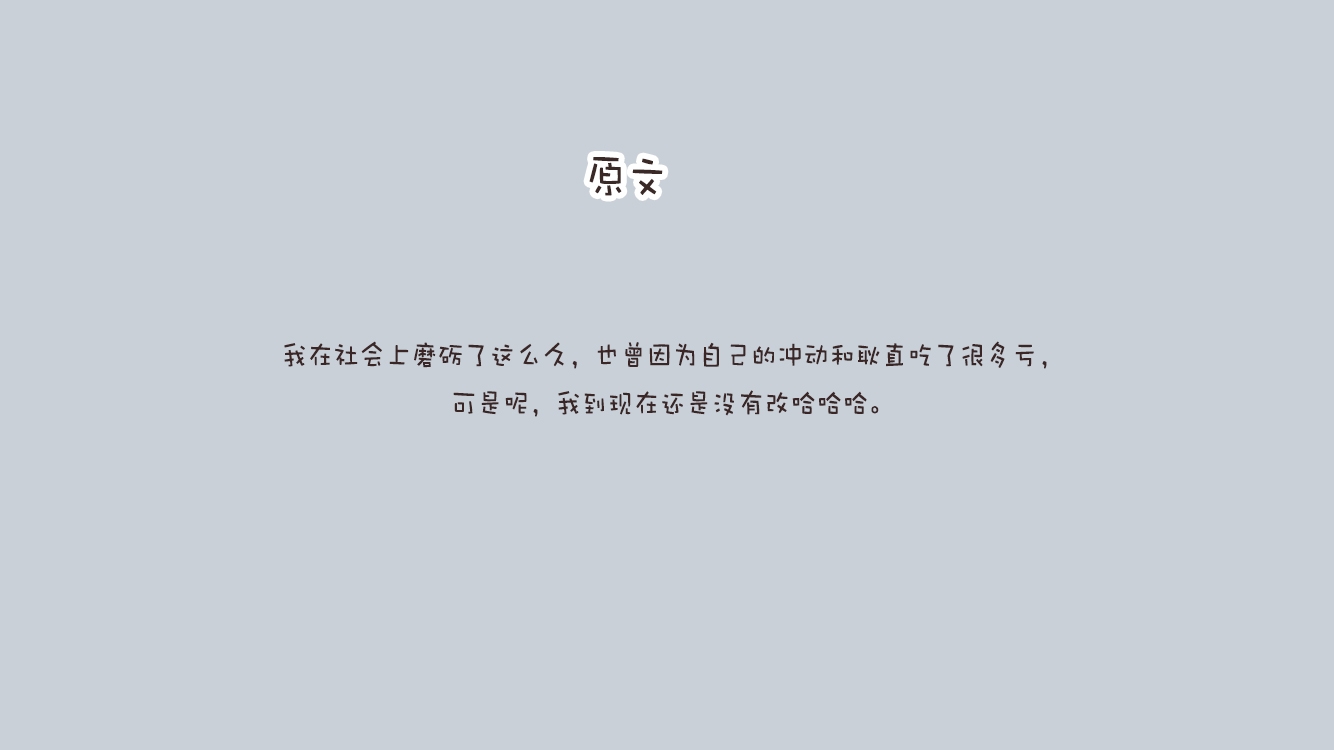 原文
我在社会上磨砺了这么久，也曾因为自己的冲动和耿直吃了很多亏，
可是呢，我到现在还是没有改哈哈哈。